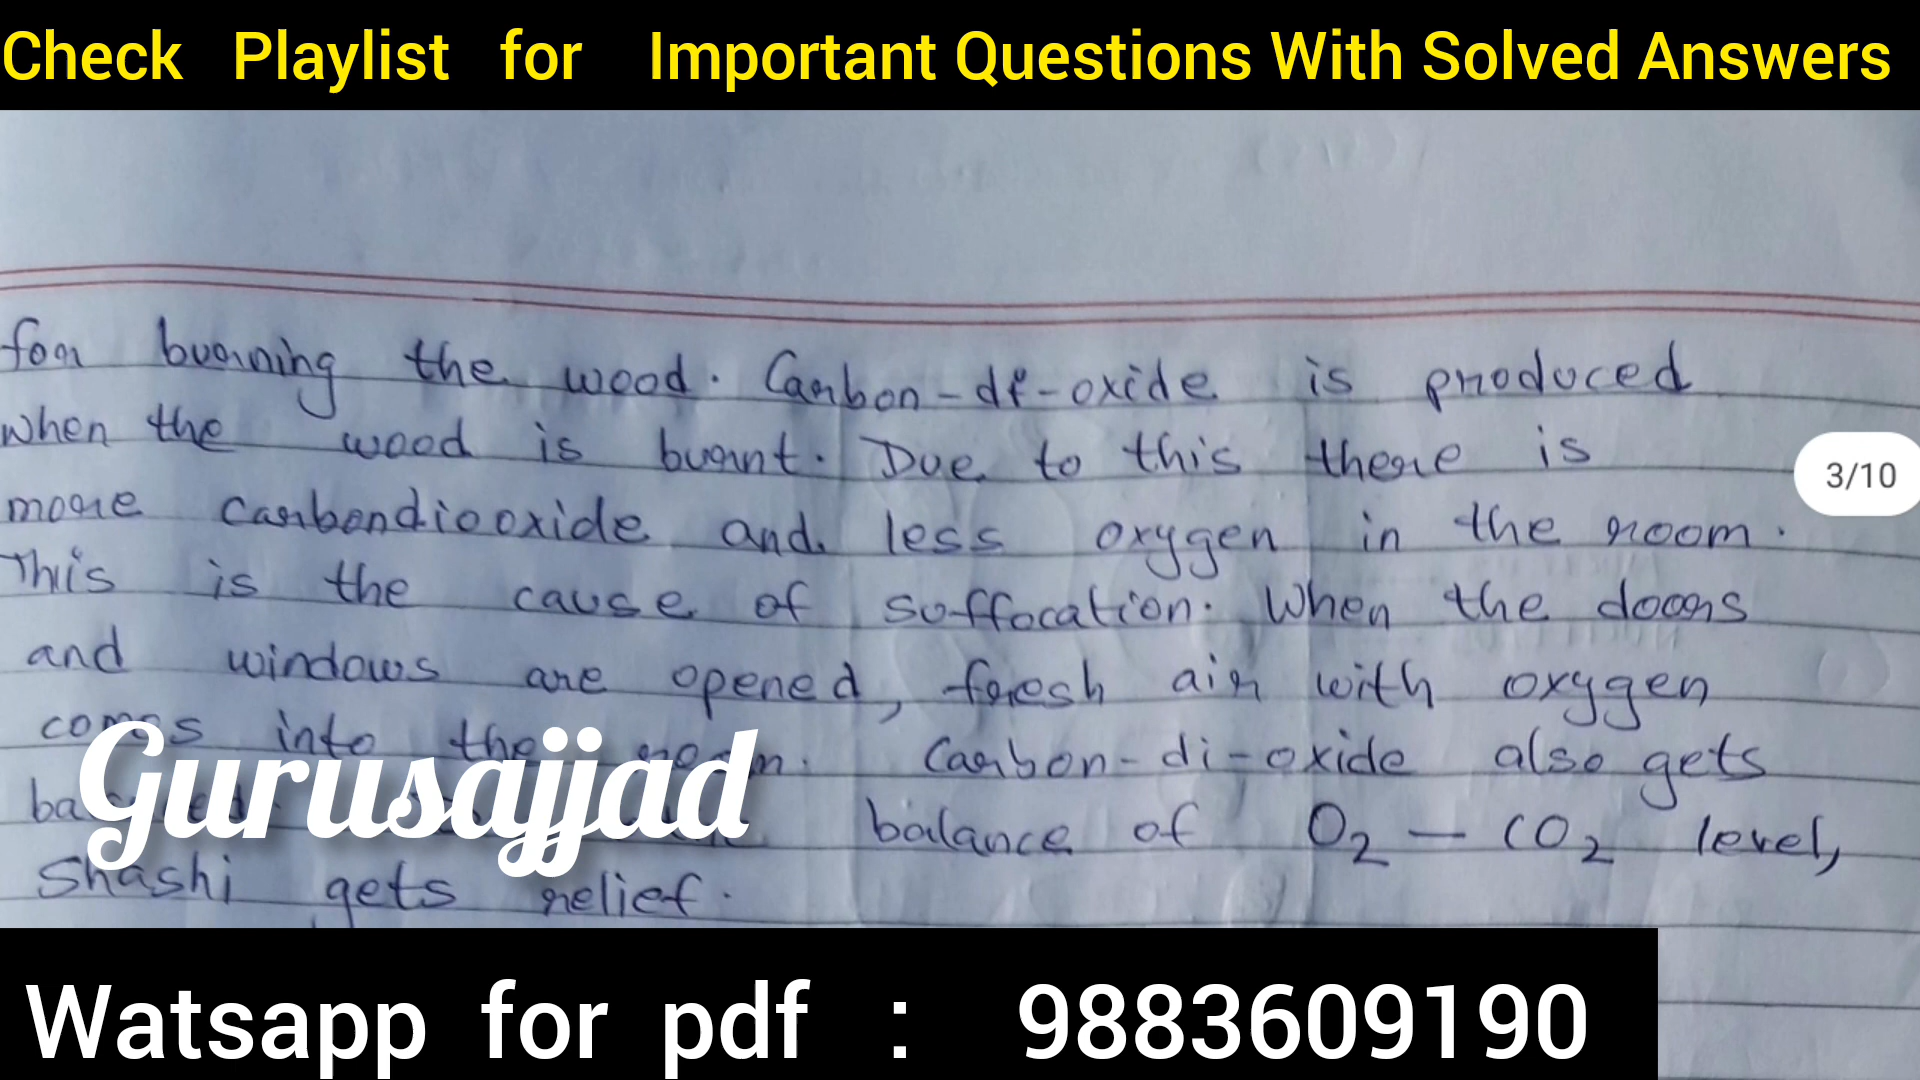 Check Playlist for Important Questions With Solved Answers
for burning the wood. Carbon-di-oxide is produced
when the wood is burnt. Due to this there is
3/10
more carbondiooxide and less oxygen in the room.
This is the cause of suffocation. When the doors
and windows are opened, fresh air with oxygen
comes into the room. Carbon-di-oxide also gets
balance of O2 - CO2 level,
Gurusajjad
Shashi gets relief.
Watsapp for pdf : 9883609190